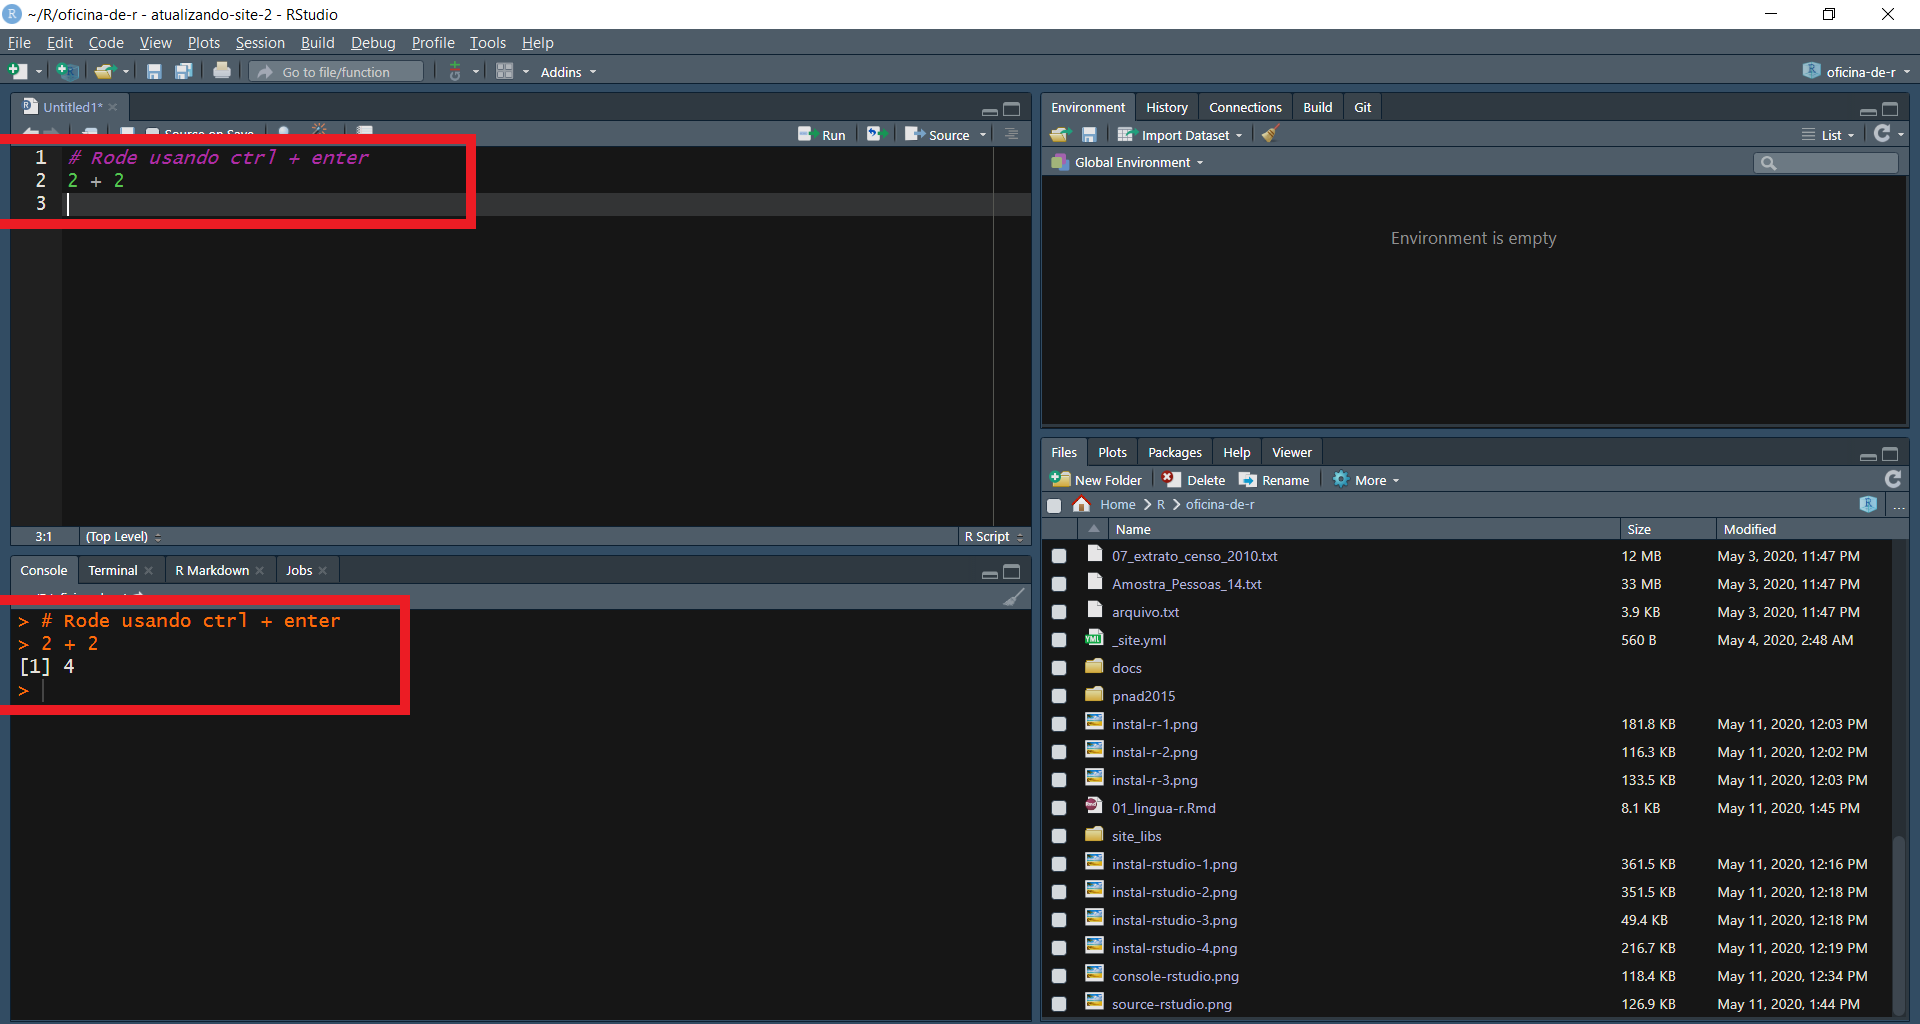 ~/R/oficina-de-r - atualizando-site-2 - RStudio
File Edit Code View Plots Session Build Debug Profile Tools Help
Go to file/function Addins oficina-de-r
Untitled1*
Source on Save Run Source
1 # Rode usando ctrl + enter
2 2 + 2
3
3:1 (Top Level) R Script
Console Terminal R Markdown Jobs
> # Rode usando ctrl + enter
> 2 + 2
[1] 4
>
Environment History Connections Build Git
Import Dataset List
Global Environment
Environment is empty
Files Plots Packages Help Viewer
New Folder Delete Rename More
Home R oficina-de-r ...
Name Size Modified
07_extrato_censo_2010.txt 12 MB May 3, 2020, 11:47 PM
Amostra_Pessoas_14.txt 33 MB May 3, 2020, 11:47 PM
arquivo.txt 3.9 KB May 3, 2020, 11:47 PM
_site.yml 560 B May 4, 2020, 2:48 AM
docs
pnad2015
instal-r-1.png 181.8 KB May 11, 2020, 12:03 PM
instal-r-2.png 116.3 KB May 11, 2020, 12:02 PM
instal-r-3.png 133.5 KB May 11, 2020, 12:03 PM
01_lingua-r.Rmd 8.1 KB May 11, 2020, 1:45 PM
site_libs
instal-rstudio-1.png 361.5 KB May 11, 2020, 12:16 PM
instal-rstudio-2.png 351.5 KB May 11, 2020, 12:18 PM
instal-rstudio-3.png 49.4 KB May 11, 2020, 12:18 PM
instal-rstudio-4.png 216.7 KB May 11, 2020, 12:19 PM
console-rstudio.png 118.4 KB May 11, 2020, 12:34 PM
source-rstudio.png 126.9 KB May 11, 2020, 1:44 PM